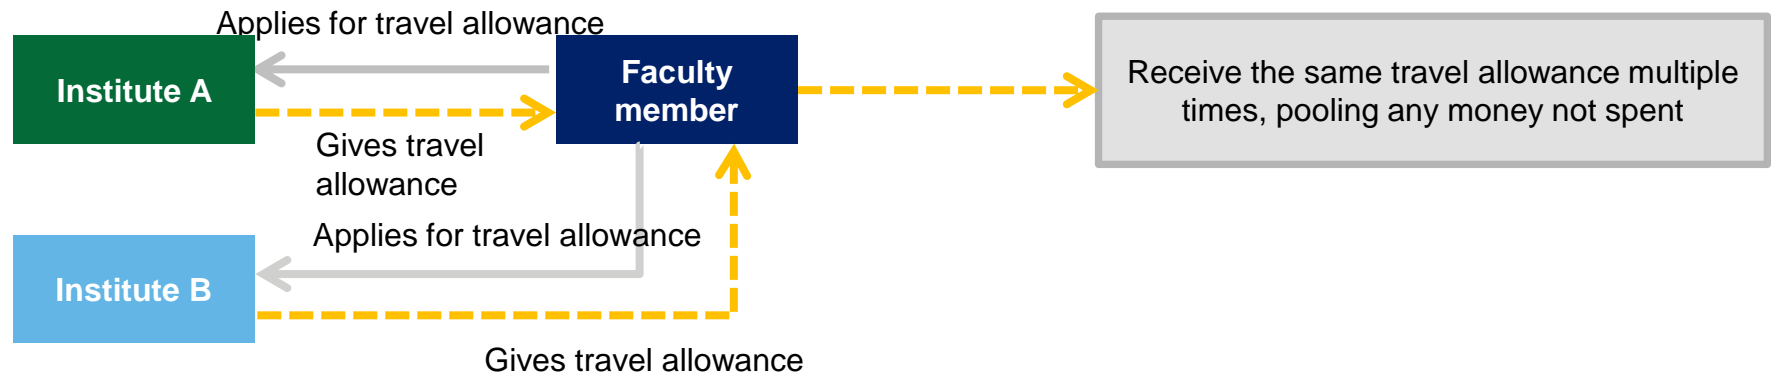 Applies for travel allowance
Institute A
Faculty
member
Receive the same travel allowance multiple
times, pooling any money not spent
Gives travel
allowance
Applies for travel allowance
Institute B
Gives travel allowance